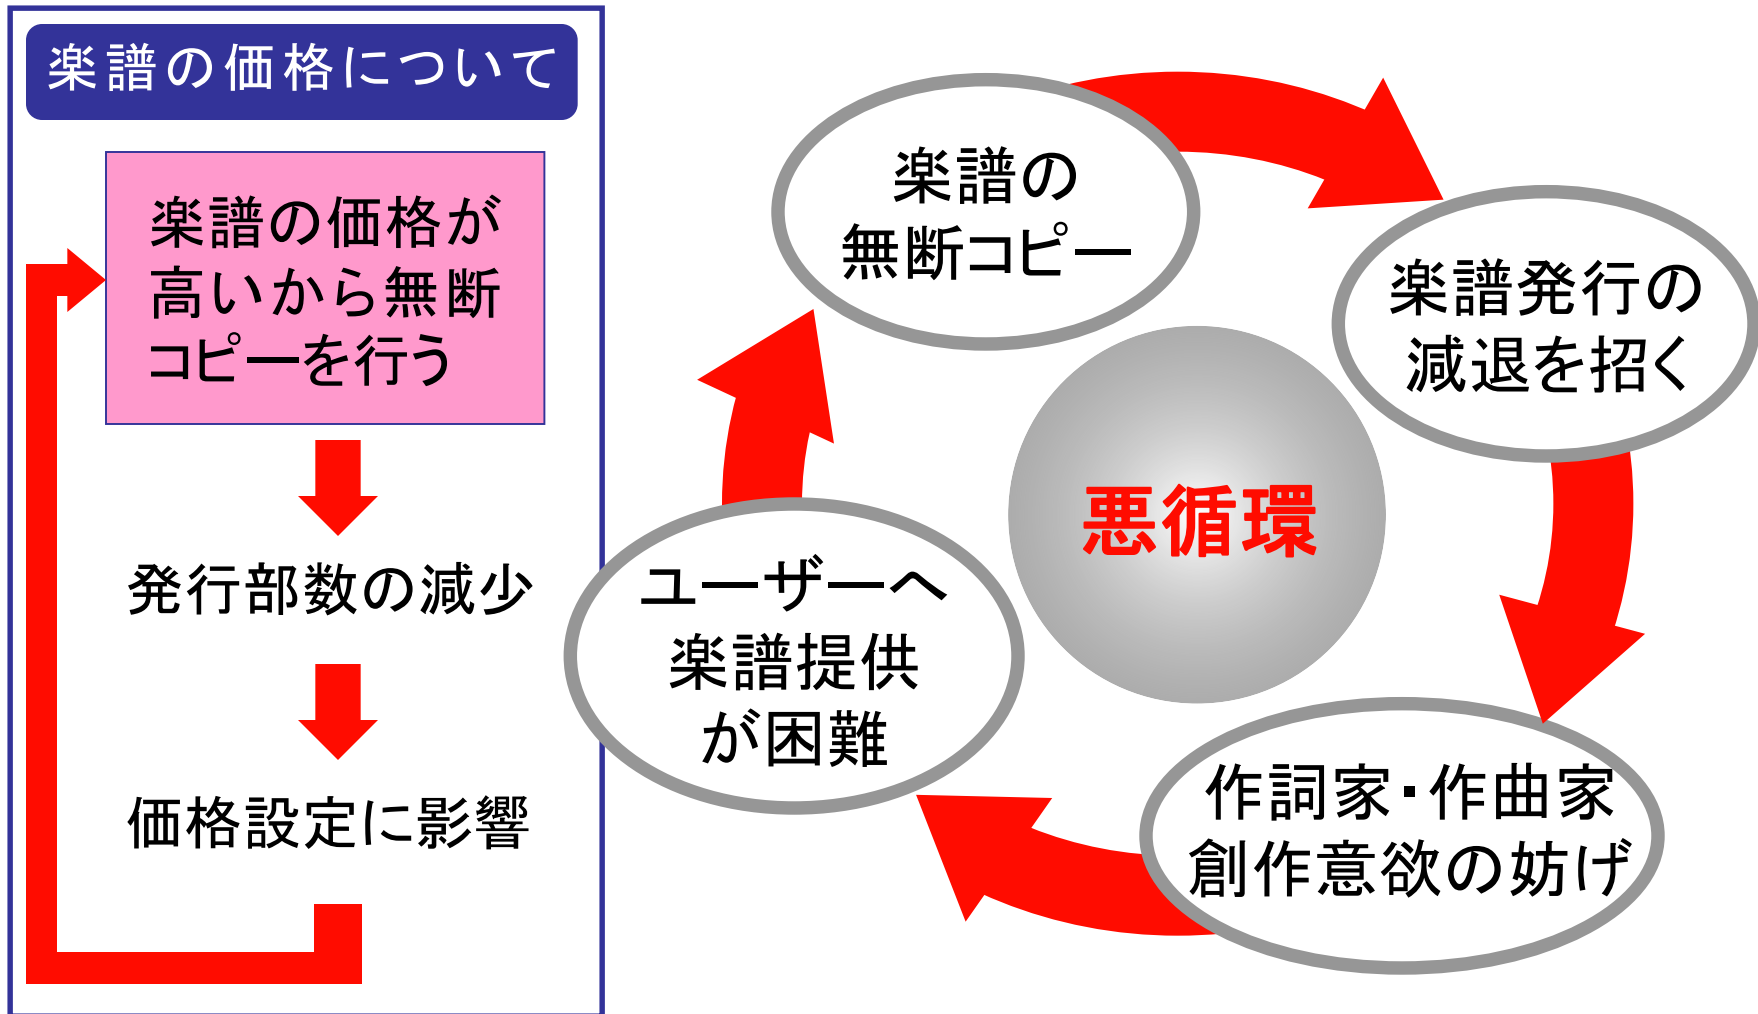 楽譜の価格について
楽譜の価格が
高いから無断
コピーを行う
発行部数の減少
価格設定に影響
楽譜の
無断コピー
楽譜発行の
減退を招く
作詞家・作曲家
創作意欲の妨げ
ユーザーへ
楽譜提供
が困難
悪循環